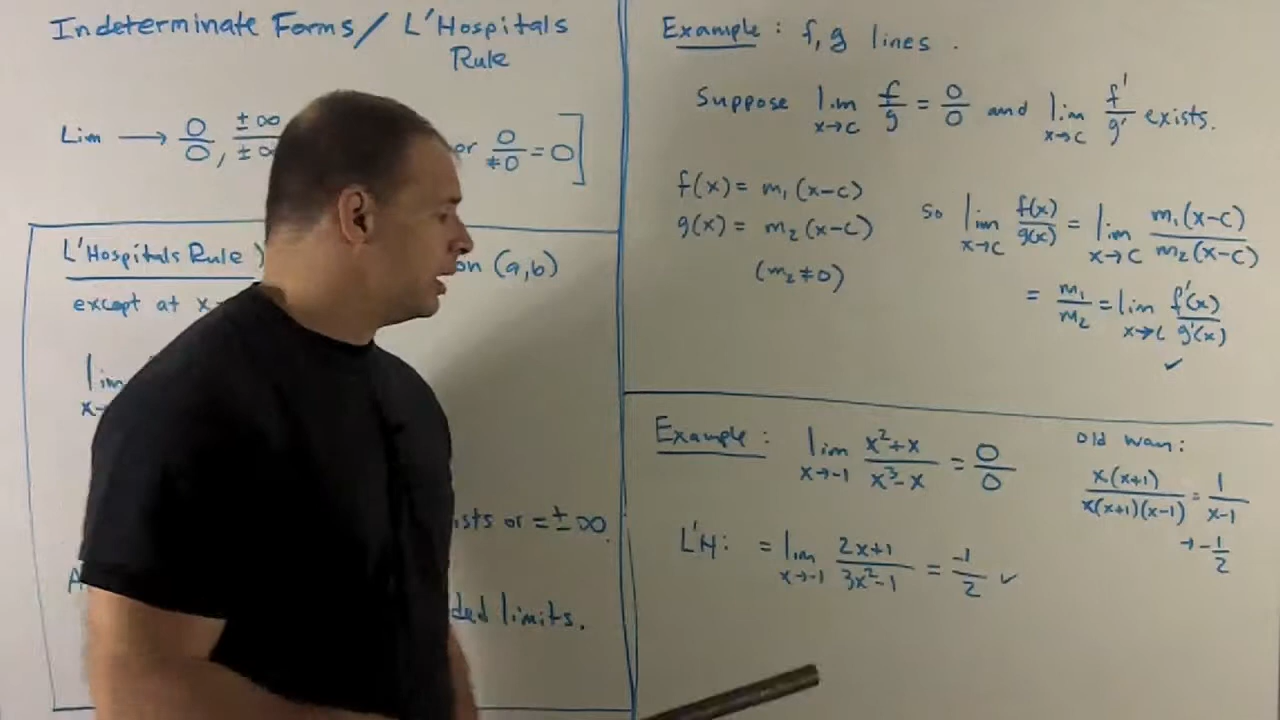 Indeterminate Forms / L'Hospitals
Rule
Lim → 0/0, ±∞/±∞ or 0/≠0 = 0]
L'Hospitals Rule) on (a,b)
except at x
lim
x→
or = ±∞.
limits.
Example: f, g lines.
Suppose lim x→c f/g = 0/0 and lim x→c f'/g' exists.
f(x) = m₁(x-c)
g(x) = m₂(x-c)
(m₂≠0)
so lim x→c f(x)/g(x) = lim x→c m₁(x-c)/m₂(x-c)
= m₁/m₂ = lim x→c f'(x)/g'(x)
✓
Example: lim x→-1 x²+x/x³-x = 0/0
L'H: = lim x→-1 2x+1/3x²-1 = -1/2 ✓
Old way:
x(x+1)/x(x+1)(x-1) = 1/x-1
→ -1/2